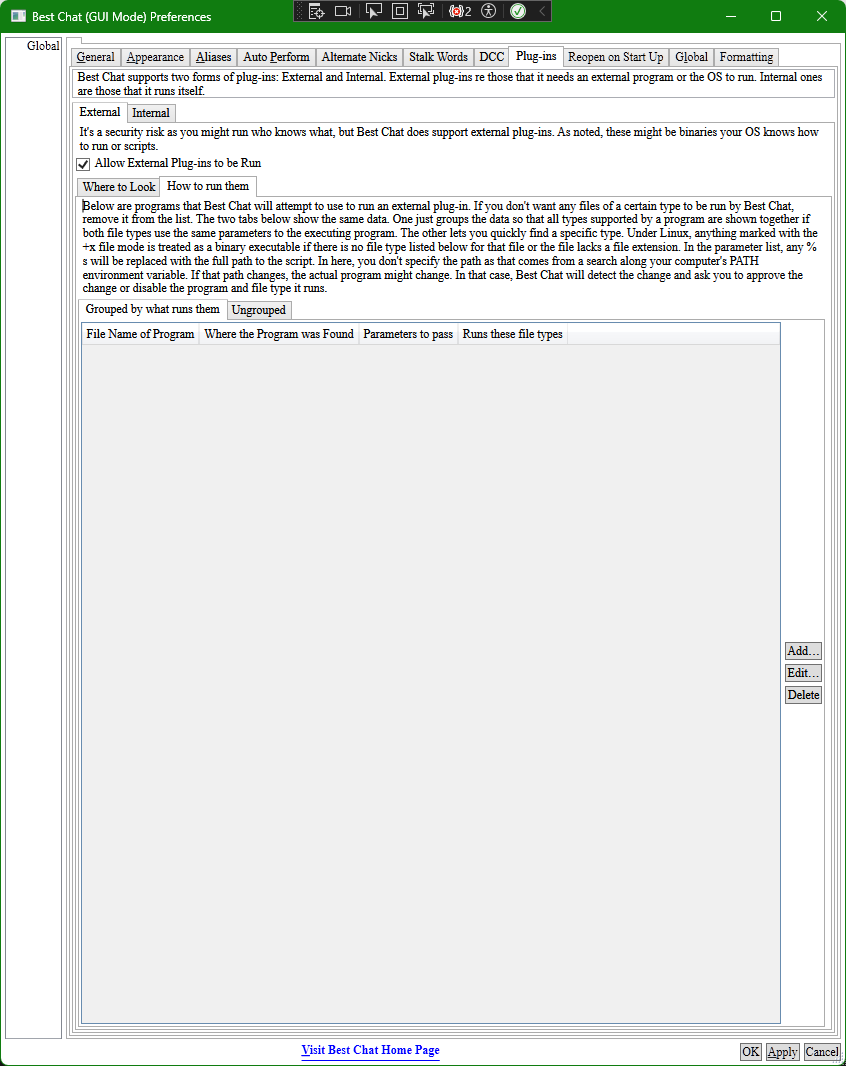 Best Chat (GUI Mode) Preferences
2
Global
General Appearance Aliases Auto Perform Alternate Nicks Stalk Words DCC Plug-ins Reopen on Start Up Global Formatting
Best Chat supports two forms of plug-ins: External and Internal. External plug-ins re those that it needs an external program or the OS to run. Internal ones
are those that it runs itself.
External Internal
It's a security risk as you might run who knows what, but Best Chat does support external plug-ins. As noted, these might be binaries your OS knows how
to run or scripts.
Allow External Plug-ins to be Run
Where to Look How to run them
Below are programs that Best Chat will attempt to use to run an external plug-in. If you don't want any files of a certain type to be run by Best Chat,
remove it from the list. The two tabs below show the same data. One just groups the data so that all types supported by a program are shown together if
both file types use the same parameters to the executing program. The other lets you quickly find a specific type. Under Linux, anything marked with the
+x file mode is treated as a binary executable if there is no file type listed below for that file or the file lacks a file extension. In the parameter list, any %
s will be replaced with the full path to the script. In here, you don't specify the path as that comes from a search along your computer's PATH
environment variable. If that path changes, the actual program might change. In that case, Best Chat will detect the change and ask you to approve the
change or disable the program and file type it runs.
Grouped by what runs them Ungrouped
File Name of Program Where the Program was Found Parameters to pass Runs these file types
Add...
Edit...
Delete
Visit Best Chat Home Page
OK Apply Cancel